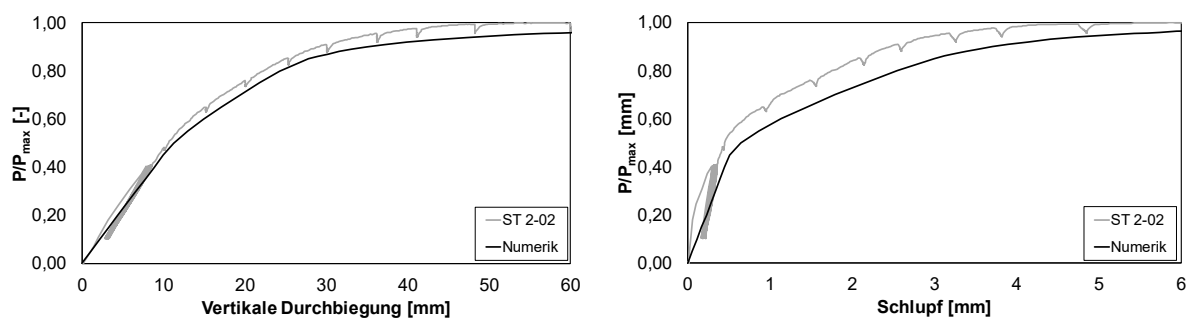 P/Pmax [-]
1,00
0,80
0,60
0,40
0,20
0,00
0 10 20 30 40 50 60
Vertikale Durchbiegung [mm]
ST 2-02
Numerik
P/Pmax [mm]
1,00
0,80
0,60
0,40
0,20
0,00
0 1 2 3 4 5 6
Schlupf [mm]
ST 2-02
Numerik